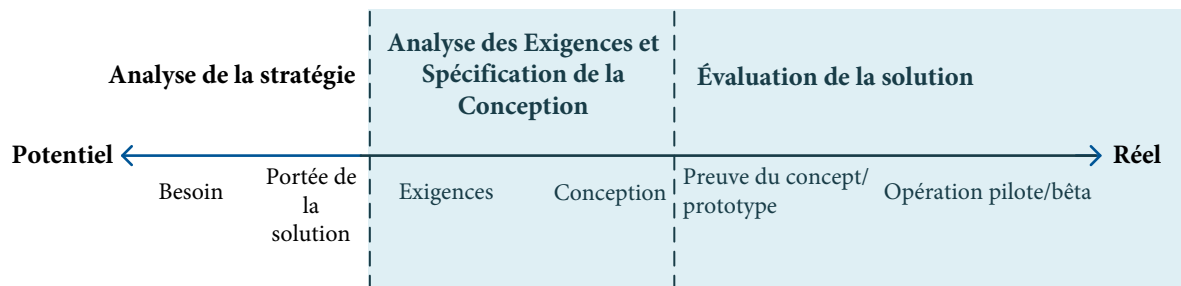 Analyse de la stratégie
Analyse des Exigences et
Spécification de la
Conception
Évaluation de la solution
Potentiel
Réel
Besoin
Portée de
la
solution
Exigences
Conception
Preuve du concept/
prototype
Opération pilote/bêta